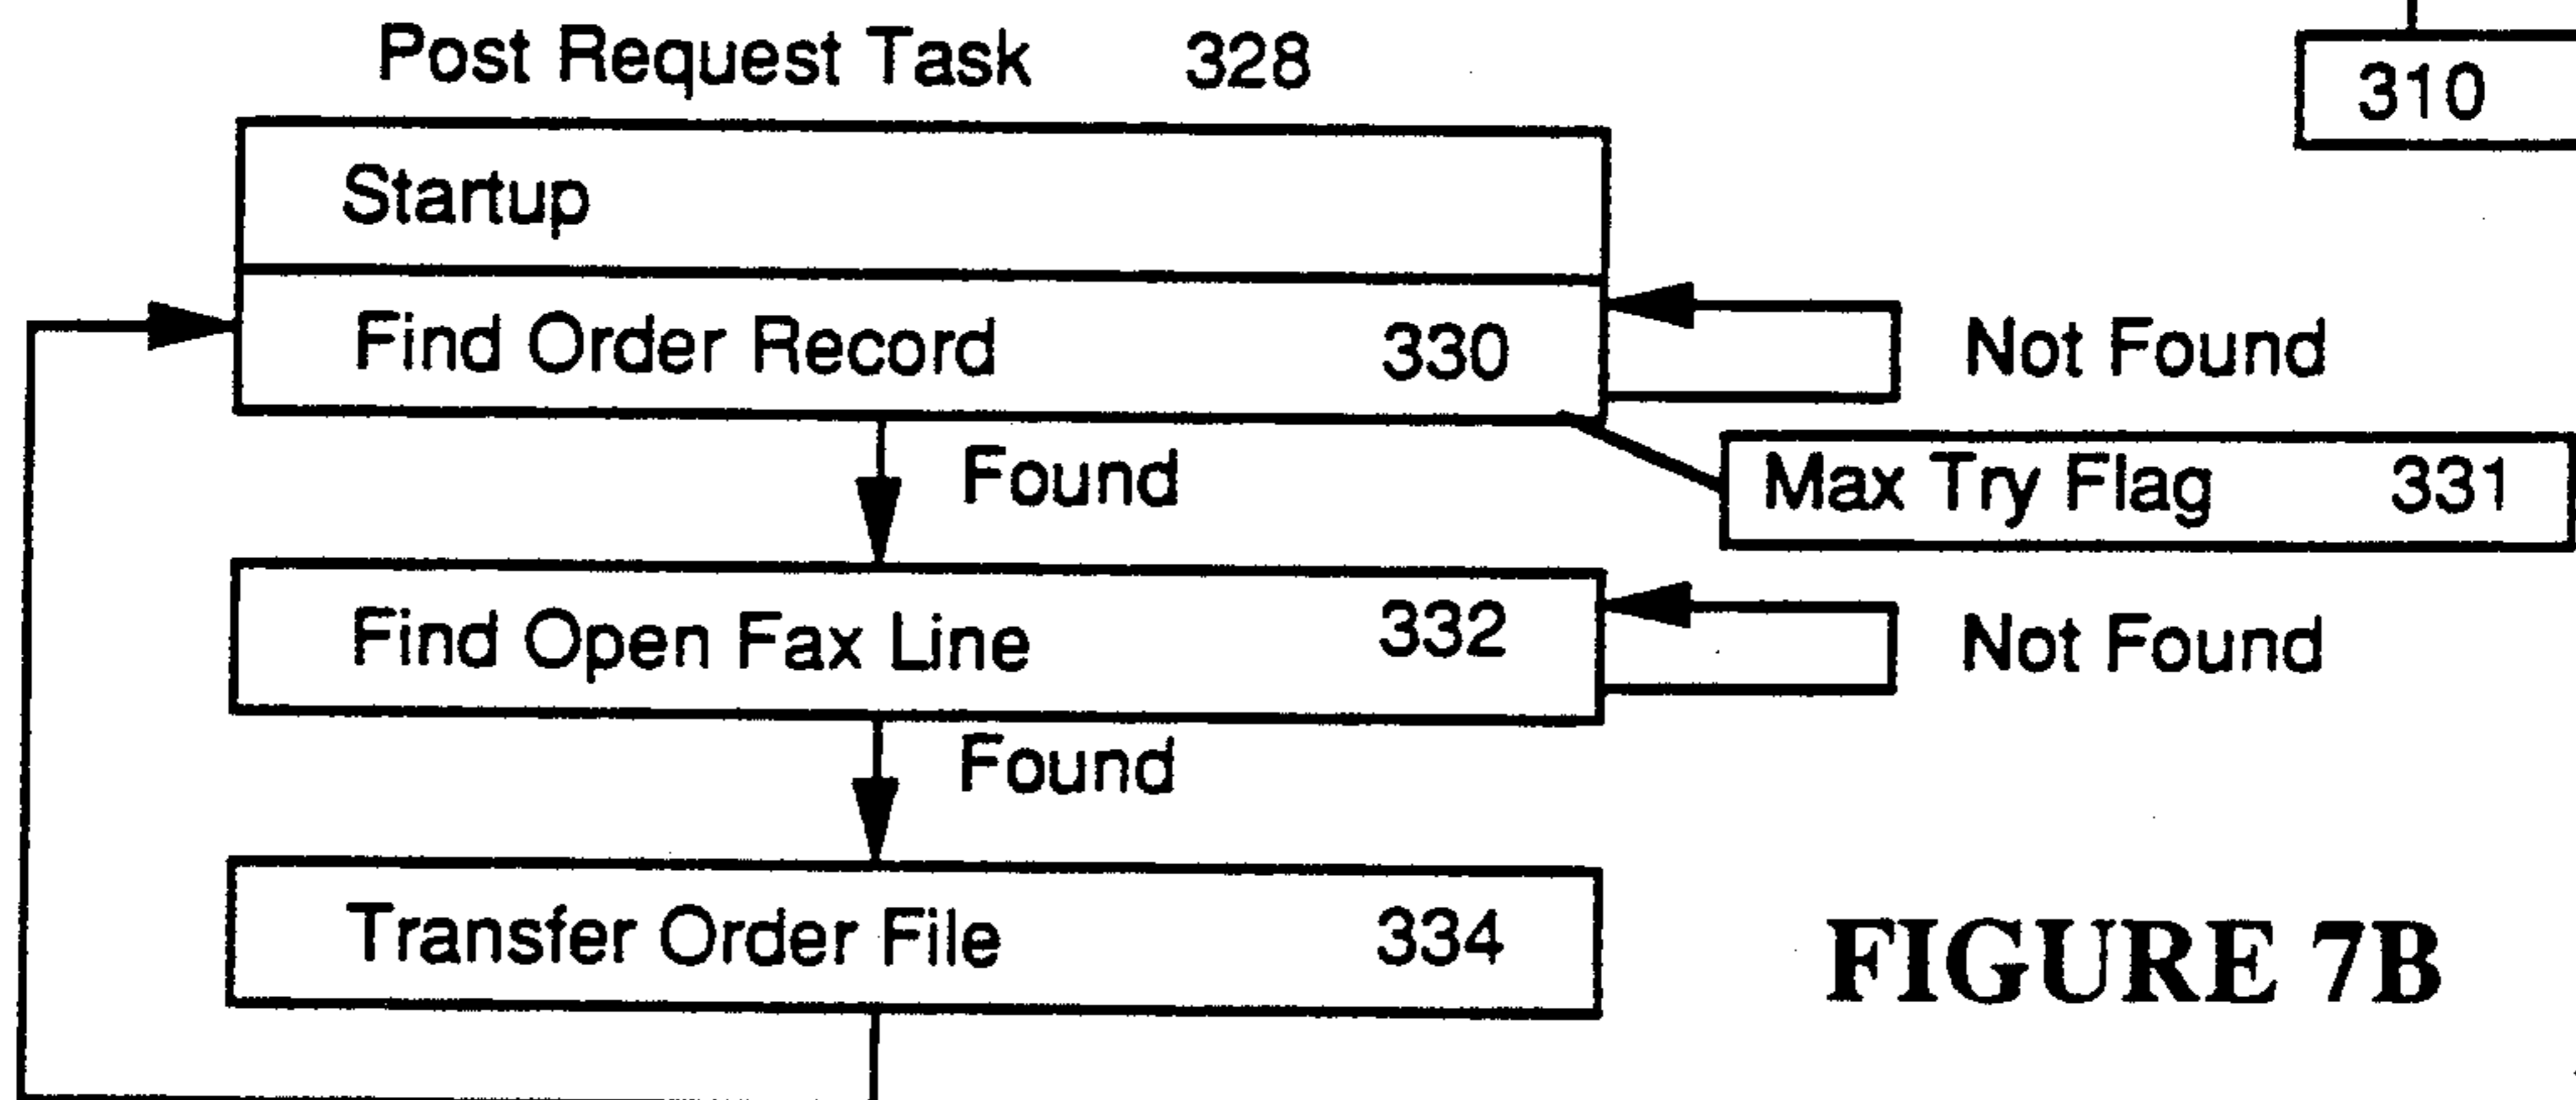 Post Request Task 328
310
Startup
Find Order Record 330
Not Found
Found
Max Try Flag 331
Find Open Fax Line 332
Not Found
Found
Transfer Order File 334
FIGURE 7B